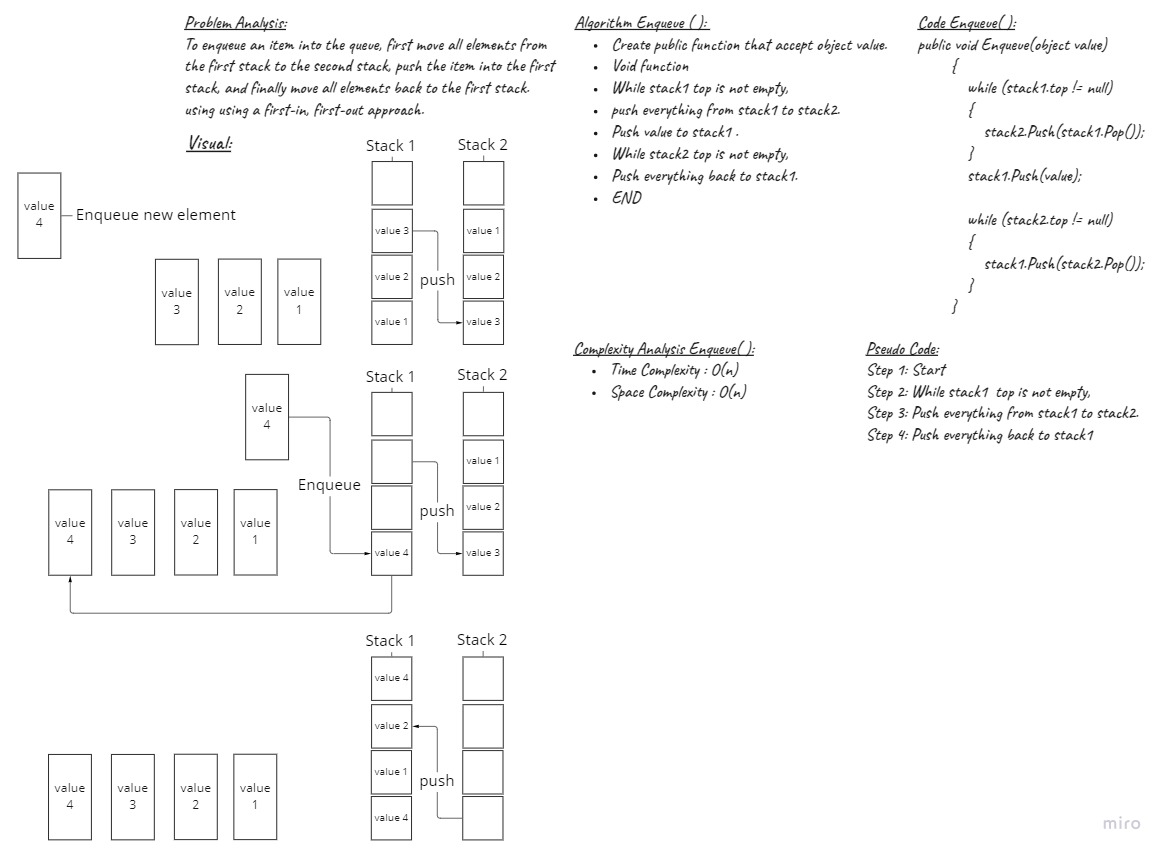 Problem Analysis:
To enqueue an item into the queue, first move all elements from
the first stack to the second stack, push the item into the first
stack, and finally move all elements back to the first stack.
using using a first-in, first-out approach.
Visual:
value
4
Enqueue new element
value
3
value
2
value
1
Stack 1
Stack 2
value 3
value 2
value 1
push
value 1
value 2
value 3
value
4
Enqueue
value
4
value
3
value
2
value
1
Stack 1
Stack 2
value 4
push
value 1
value 2
value 3
value
4
value
3
value
2
value
1
Stack 1
Stack 2
value 4
value 2
value 1
value 4
push
Algorithm Enqueue ( ):
• Create public function that accept object value.
• Void function
• While stack1 top is not empty,
• push everything from stack1 to stack2.
• Push value to stack1 .
• While stack2 top is not empty,
• Push everything back to stack1.
• END
Code Enqueue( ):
public void Enqueue(object value)
{
while (stack1.top != null)
{
stack2.Push(stack1.Pop());
}
stack1.Push(value);
while (stack2.top != null)
{
stack1.Push(stack2.Pop());
}
}
Complexity Analysis Enqueue( ):
• Time Complexity : O(n)
• Space Complexity : O(n)
Pseudo Code:
Step 1: Start
Step 2: While stack1 top is not empty,
Step 3: Push everything from stack1 to stack2.
Step 4: Push everything back to stack1
miro